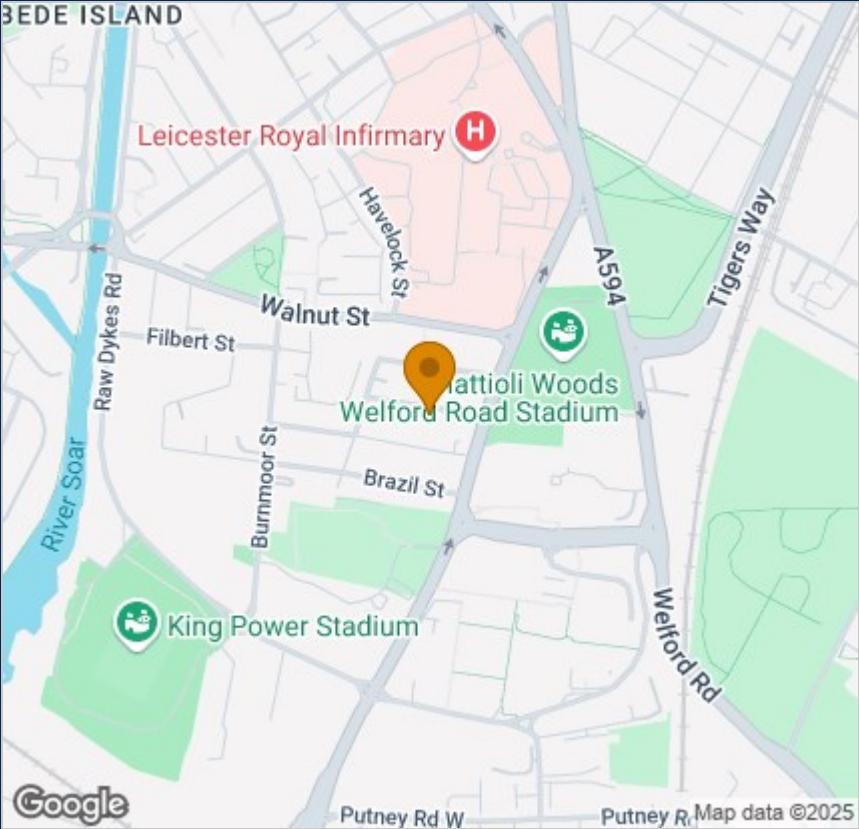 BEDE ISLAND
Leicester Royal Infirmary
H
Havelock St
Tigers Way
A594
Raw Dykes Rd
Walnut St
Filbert St
Mattioli Woods
Welford Road Stadium
River Soar
Burnmoor St
Brazil St
King Power Stadium
Welford Rd
Google
Putney Rd W
Putney R
Map data ©2025